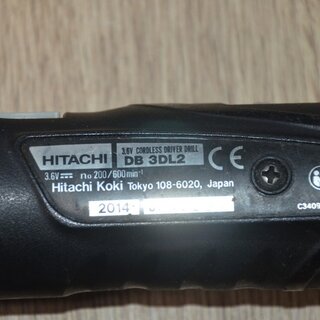 3.6V CORDLESS DRIVER DRILL
HITACHI DB 3DL2 CE
3.6V⎓ no 200/600min⁻¹
Hitachi Koki Tokyo 108-6020, Japan
2014
C3409